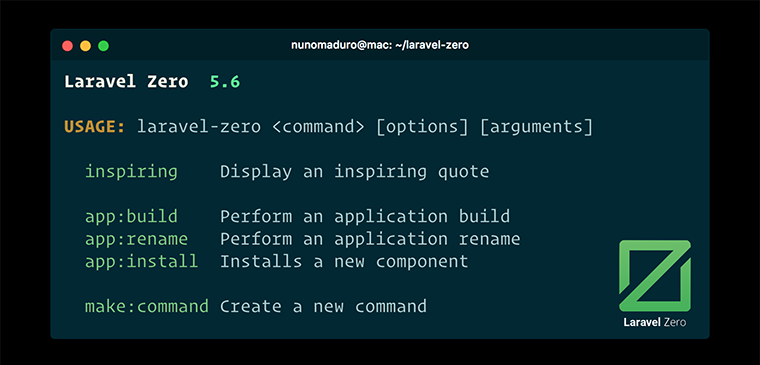 nunomaduro@mac: ~/laravel-zero
Laravel Zero 5.6
USAGE: laravel-zero <command> [options] [arguments]
inspiring Display an inspiring quote
app:build Perform an application build
app:rename Perform an application rename
app:install Installs a new component
make:command Create a new command
Laravel Zero